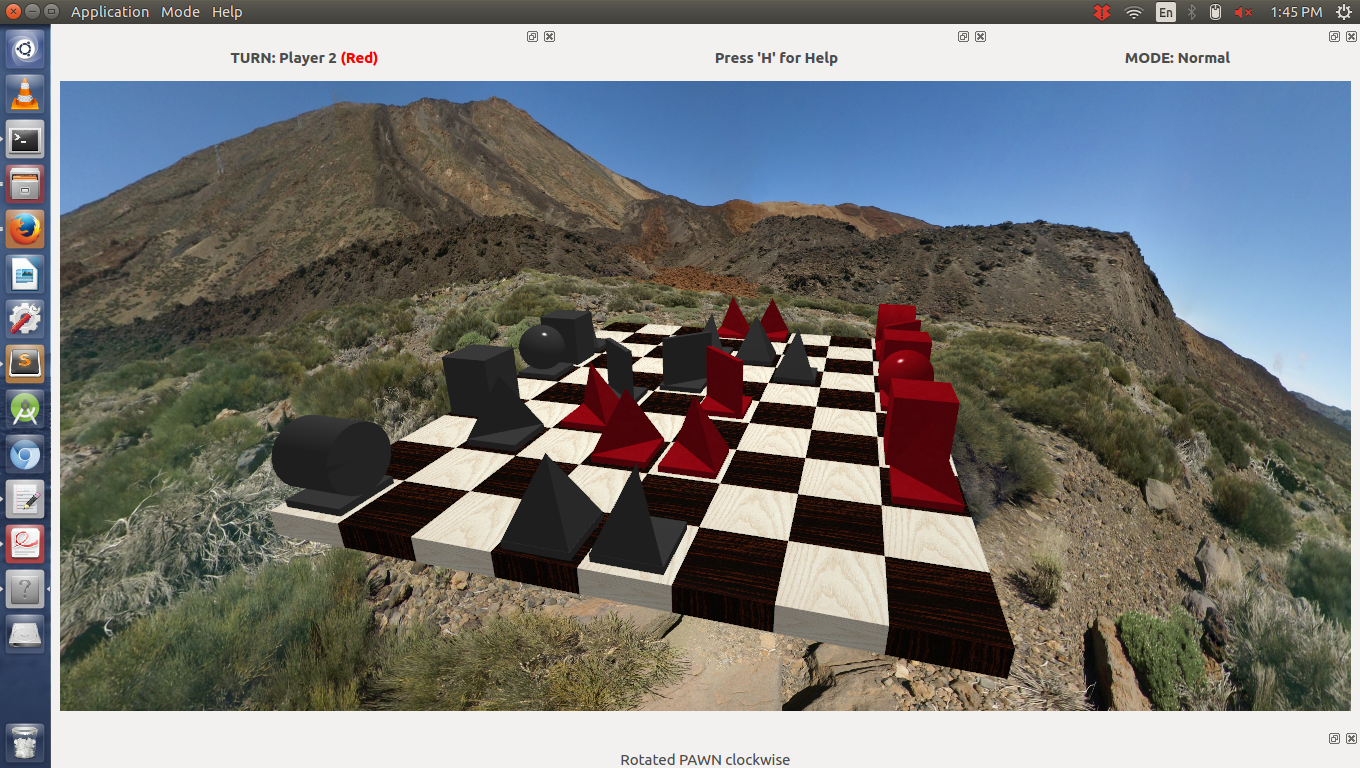 Application Mode Help
En
1:45 PM
TURN: Player 2 (Red)
Press 'H' for Help
MODE: Normal
Rotated PAWN clockwise